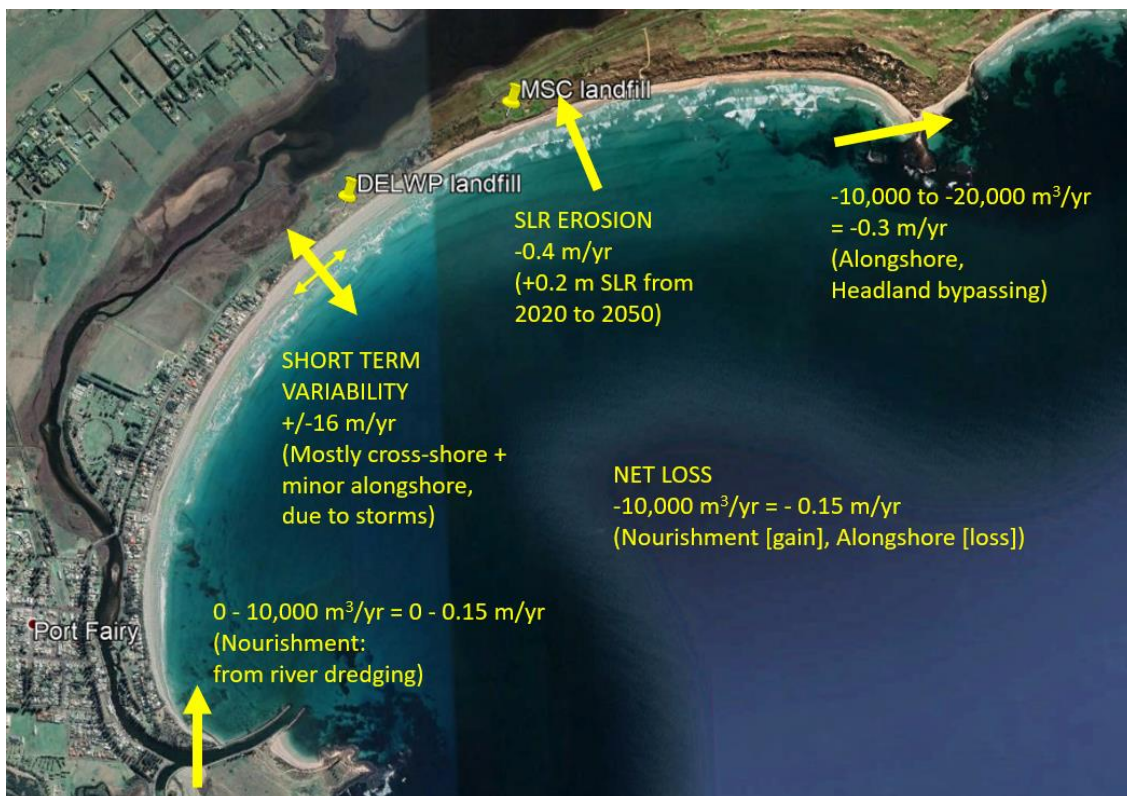 MSC landfill
DELWP landfill
SLR EROSION
-0.4 m/yr
(+0.2 m SLR from
2020 to 2050)
-10,000 to -20,000 m³/yr
= -0.3 m/yr
(Alongshore,
Headland bypassing)
SHORT TERM
VARIABILITY
+/-16 m/yr
(Mostly cross-shore +
minor alongshore,
due to storms)
NET LOSS
-10,000 m³/yr = - 0.15 m/yr
(Nourishment [gain], Alongshore [loss])
0 - 10,000 m³/yr = 0 - 0.15 m/yr
(Nourishment:
from river dredging)
Port Fairy